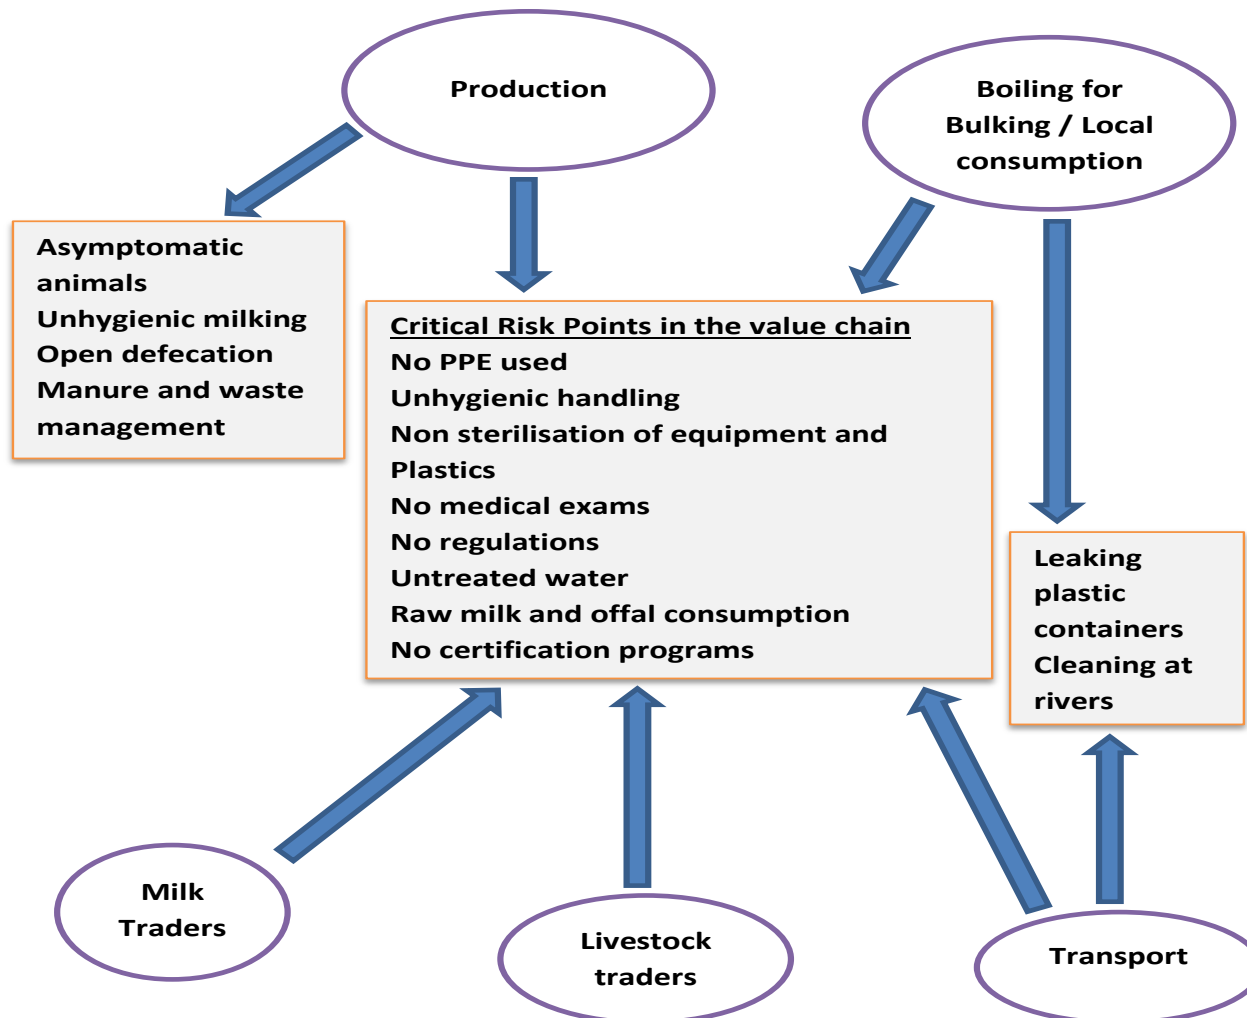 Production
Boiling for
Bulking / Local
consumption
Asymptomatic
animals
Unhygienic milking
Open defecation
Manure and waste
management
Critical Risk Points in the value chain
No PPE used
Unhygienic handling
Non sterilisation of equipment and
Plastics
No medical exams
No regulations
Untreated water
Raw milk and offal consumption
No certification programs
Leaking
plastic
containers
Cleaning at
rivers
Milk
Traders
Livestock
traders
Transport